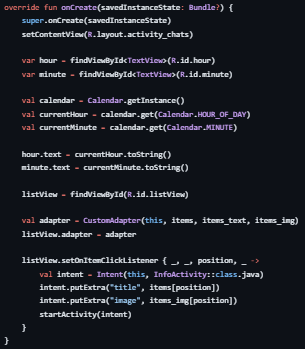 override fun onCreate(savedInstanceState: Bundle?) {
    super.onCreate(savedInstanceState)
    setContentView(R.layout.activity_chats)

    var hour = findViewById<TextView>(R.id.hour)
    var minute = findViewById<TextView>(R.id.minute)

    val calendar = Calendar.getInstance()
    val currentHour = calendar.get(Calendar.HOUR_OF_DAY)
    val currentMinute = calendar.get(Calendar.MINUTE)

    hour.text = currentHour.toString()
    minute.text = currentMinute.toString()

    listView = findViewById(R.id.listView)

    val adapter = CustomAdapter(this, items, items_text, items_img)
    listView.adapter = adapter

    listView.setOnItemClickListener { _, _, position, _ ->
        val intent = Intent(this, InfoActivity::class.java)
        intent.putExtra("title", items[position])
        intent.putExtra("image", items_img[position])
        startActivity(intent)
    }
}